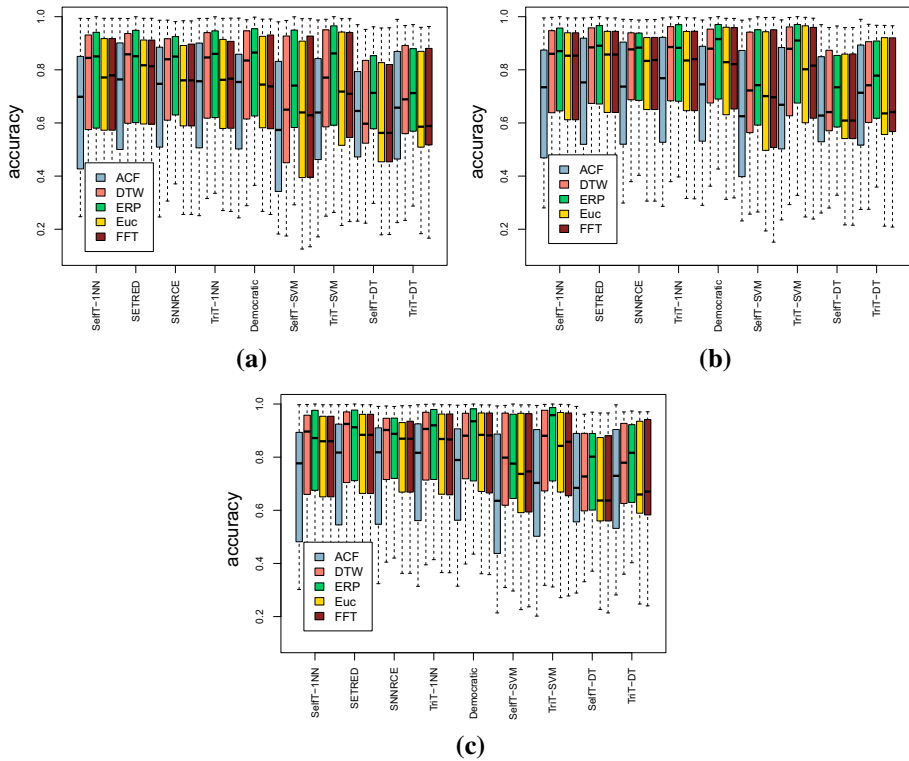 accuracy
1.0
0.8
0.6
0.4
0.2
ACF
DTW
ERP
Euc
FFT
SelfT-1NN
SETRED
SNNRCE
TriT-1NN
Democratic
SelfT-SVM
TriT-SVM
SelfT-DT
TriT-DT
(a)
accuracy
1.0
0.8
0.6
0.4
0.2
ACF
DTW
ERP
Euc
FFT
SelfT-1NN
SETRED
SNNRCE
TriT-1NN
Democratic
SelfT-SVM
TriT-SVM
SelfT-DT
TriT-DT
(b)
accuracy
1.0
0.8
0.6
0.4
0.2
ACF
DTW
ERP
Euc
FFT
SelfT-1NN
SETRED
SNNRCE
TriT-1NN
Democratic
SelfT-SVM
TriT-SVM
SelfT-DT
TriT-DT
(c)